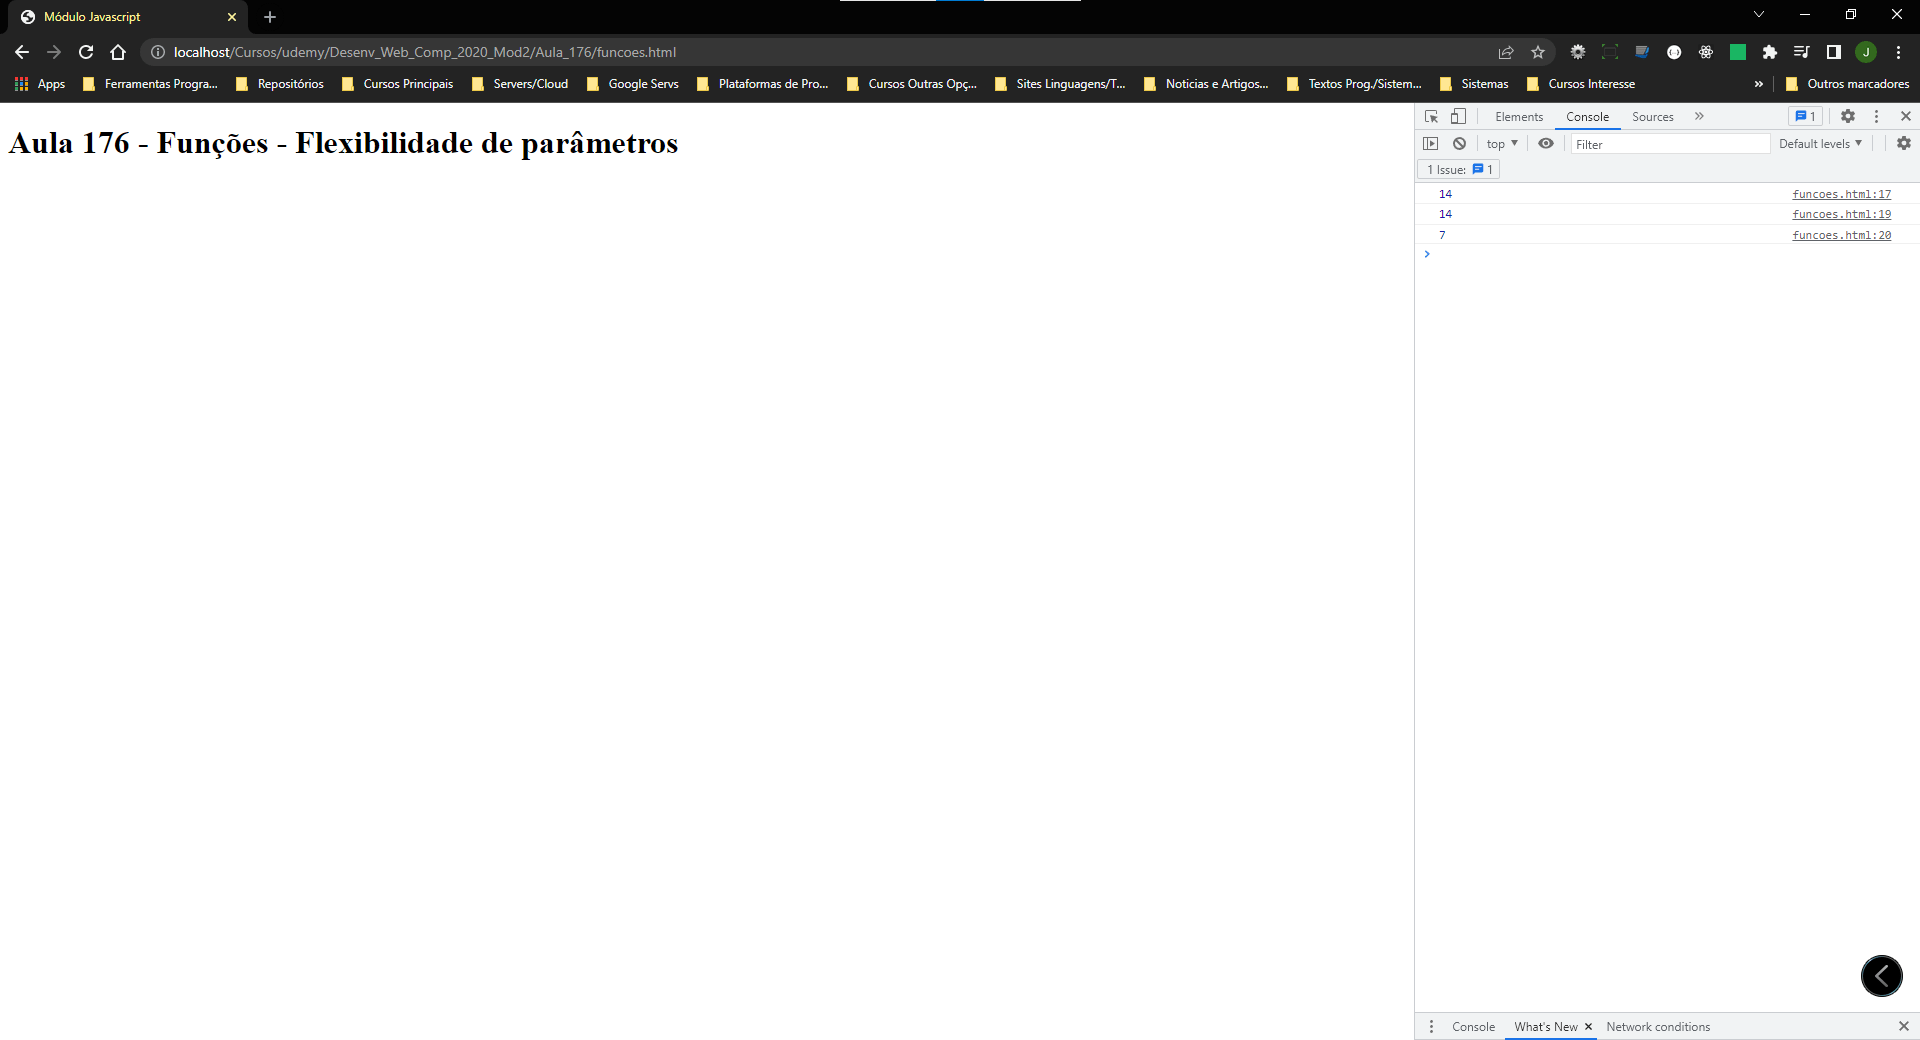 Módulo Javascript
localhost/Cursos/udemy/Desenv_Web_Comp_2020_Mod2/Aula_176/funcoes.html
J
Apps Ferramentas Progra... Repositórios Cursos Principais Servers/Cloud Google Servs Plataformas de Pro... Cursos Outras Opç... Sites Linguagens/T... Noticias e Artigos... Textos Prog./Sistem... Sistemas Cursos Interesse » Outros marcadores
Aula 176 - Funções - Flexibilidade de parâmetros
Elements Console Sources » 1
top Filter Default levels
1 Issue: 1
14 funcoes.html:17
14 funcoes.html:19
7 funcoes.html:20
Console What's New Network conditions